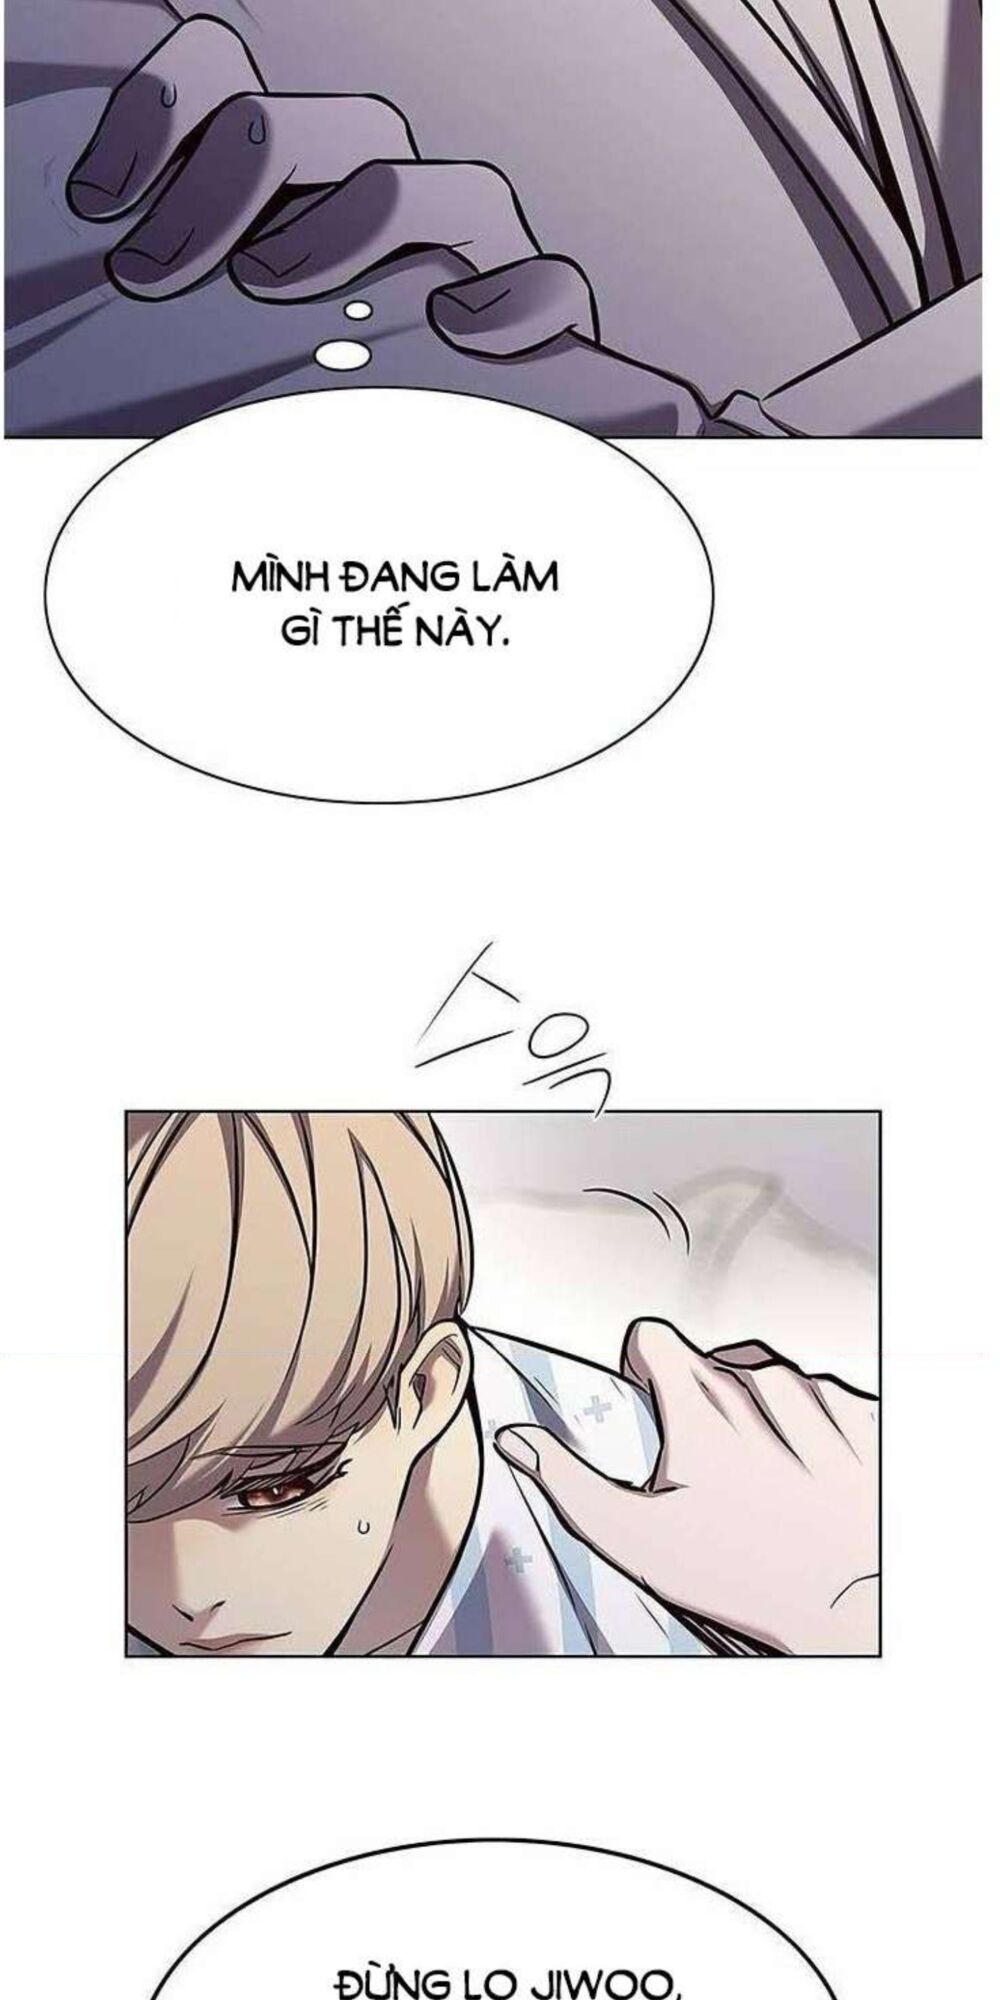 MÌNH ĐANG LÀM
GÌ THẾ NÀY.
스윽
ĐỪNG LO JIWOO,